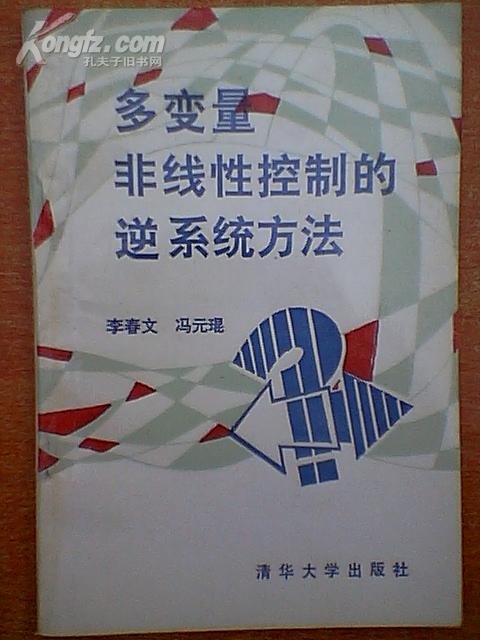 Kongfz.com
孔夫子旧书网
多变量
非线性控制的
逆系统方法
李春文 冯元琨
清华大学出版社